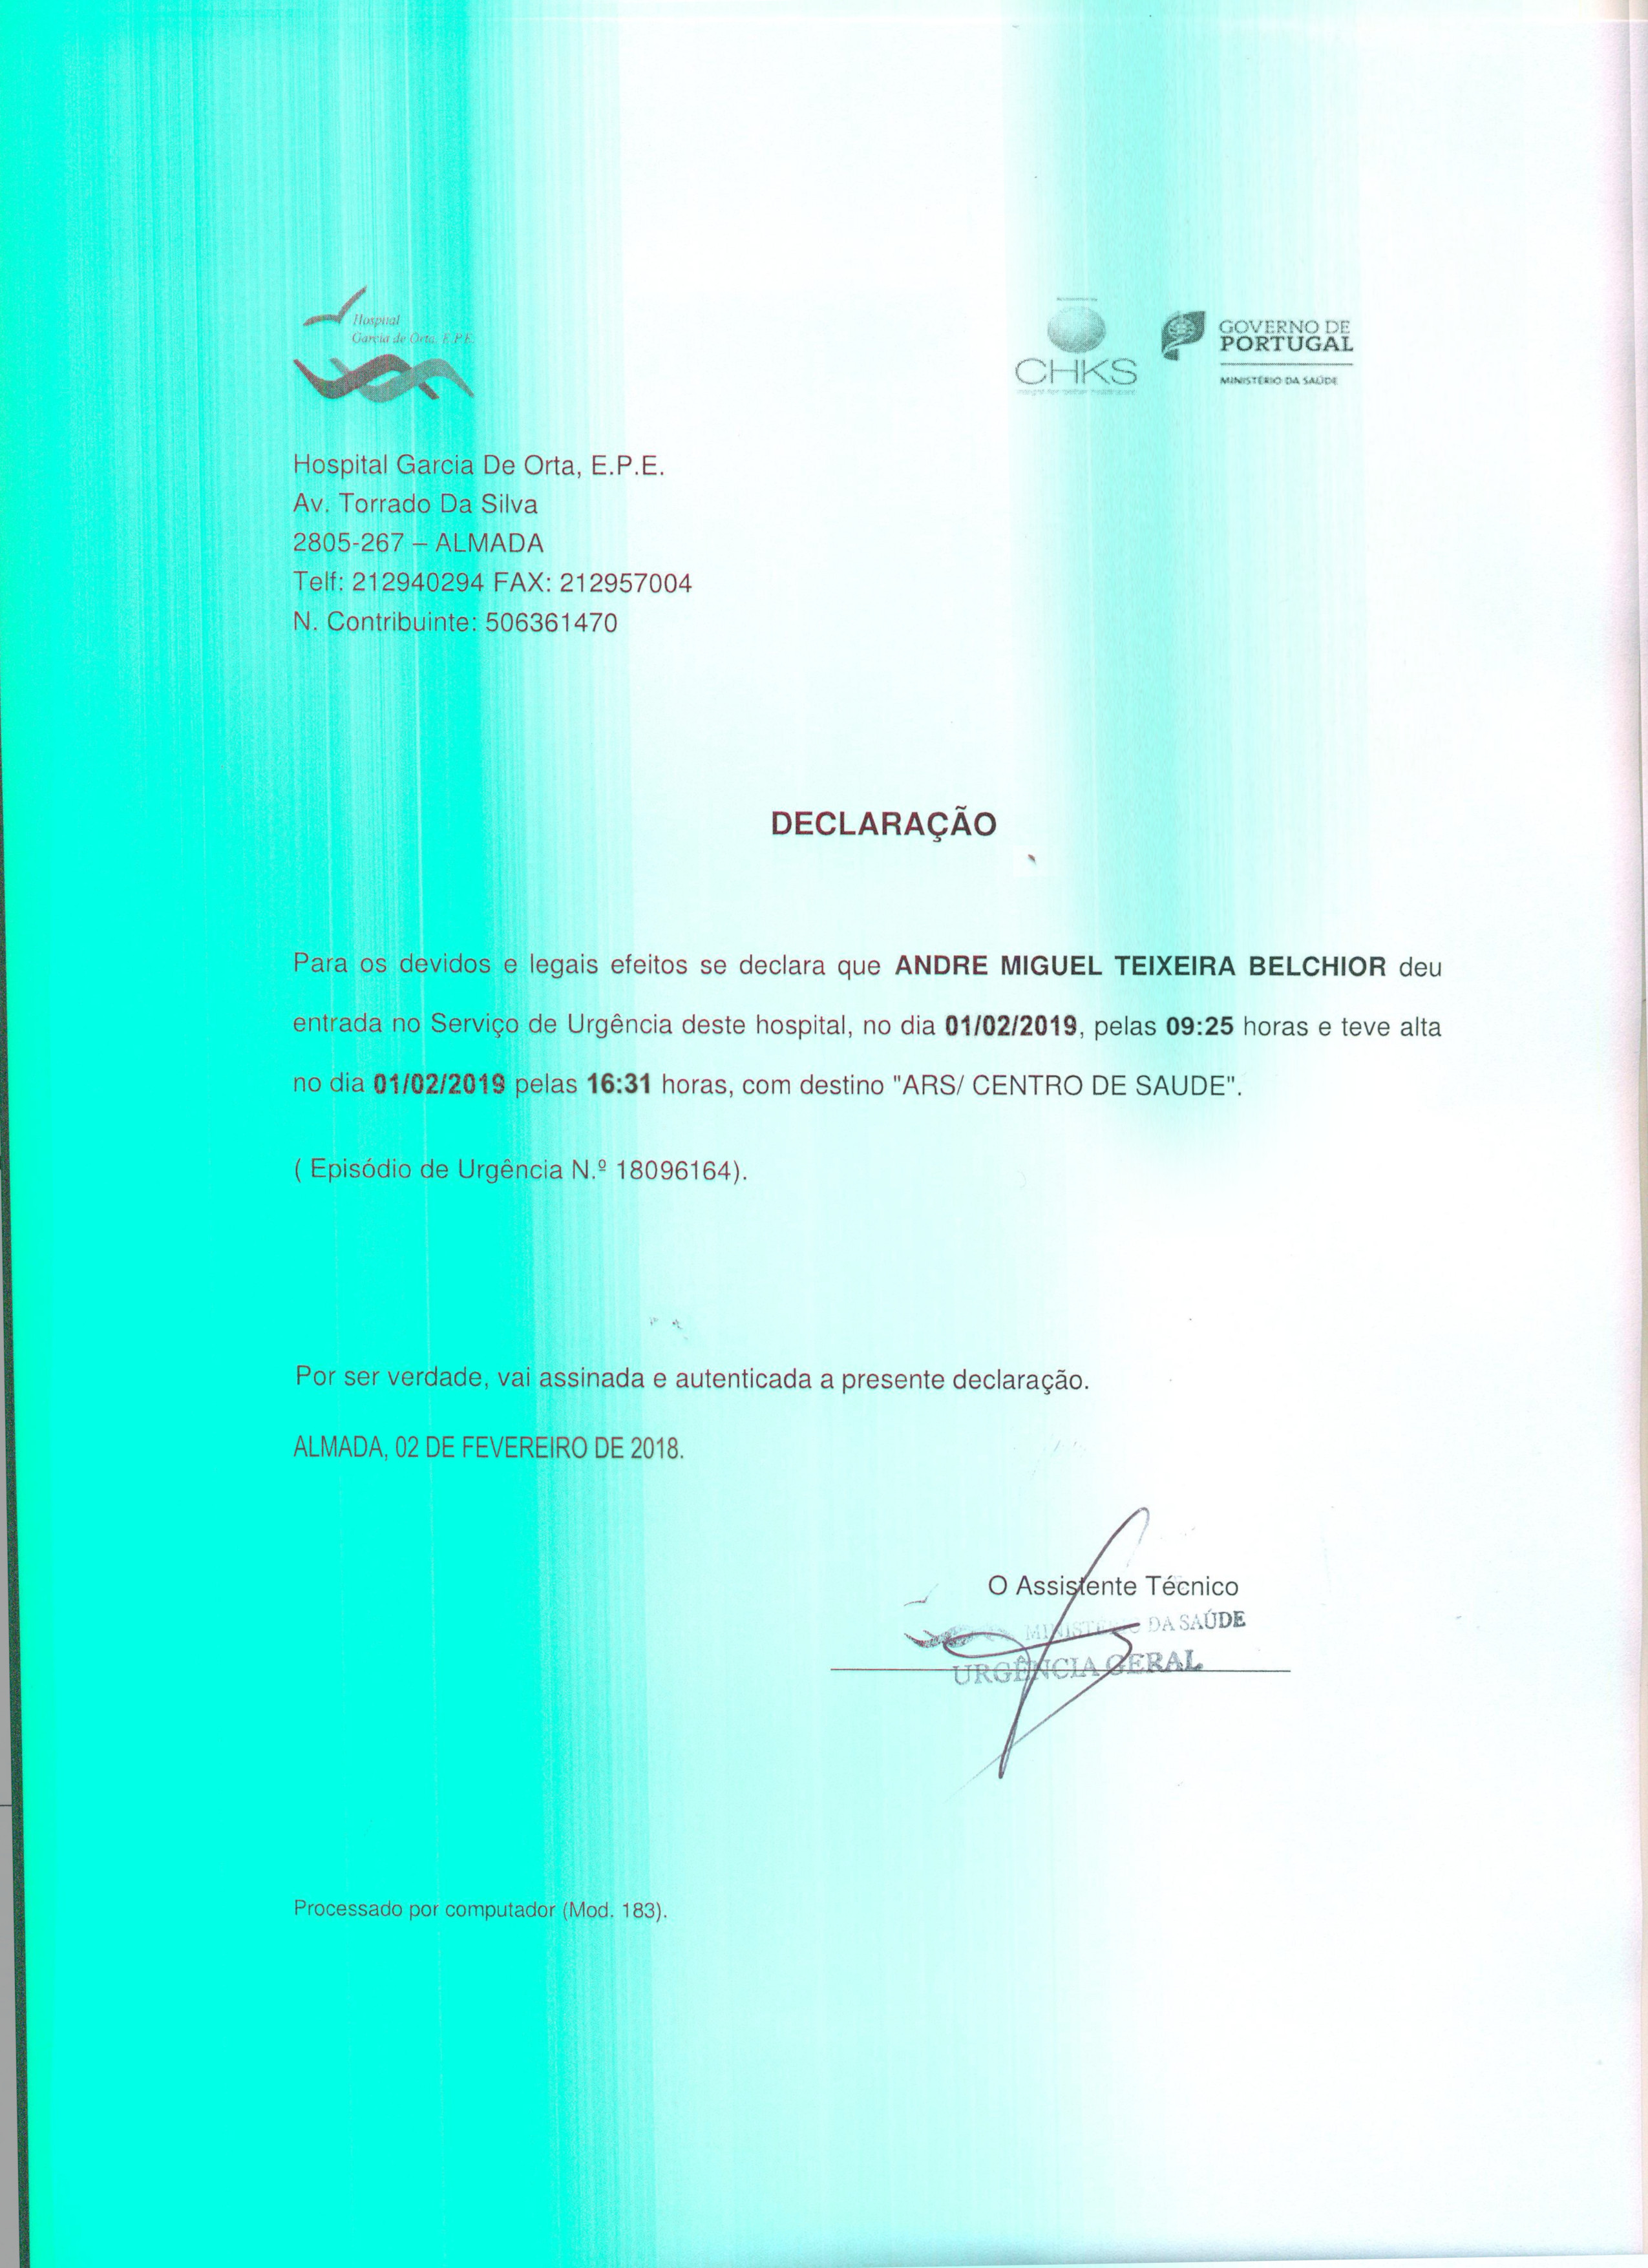 Hospital
Garcia de Orta, E.P.E.
CHKS
GOVERNO DE
PORTUGAL
MINISTÉRIO DA SAÚDE
Hospital Garcia De Orta, E.P.E.
Av. Torrado Da Silva
2805-267 – ALMADA
Telf: 212940294 FAX: 212957004
N. Contribuinte: 506361470
DECLARAÇÃO
Para os devidos e legais efeitos se declara que ANDRE MIGUEL TEIXEIRA BELCHIOR deu
entrada no Serviço de Urgência deste hospital, no dia 01/02/2019, pelas 09:25 horas e teve alta
no dia 01/02/2019 pelas 16:31 horas, com destino "ARS/ CENTRO DE SAUDE".
( Episódio de Urgência N.º 18096164).
Por ser verdade, vai assinada e autenticada a presente declaração.
ALMADA, 02 DE FEVEREIRO DE 2018.
O Assistente Técnico
MINISTÉRIO DA SAÚDE
URGÊNCIA GERAL
Processado por computador (Mod. 183).